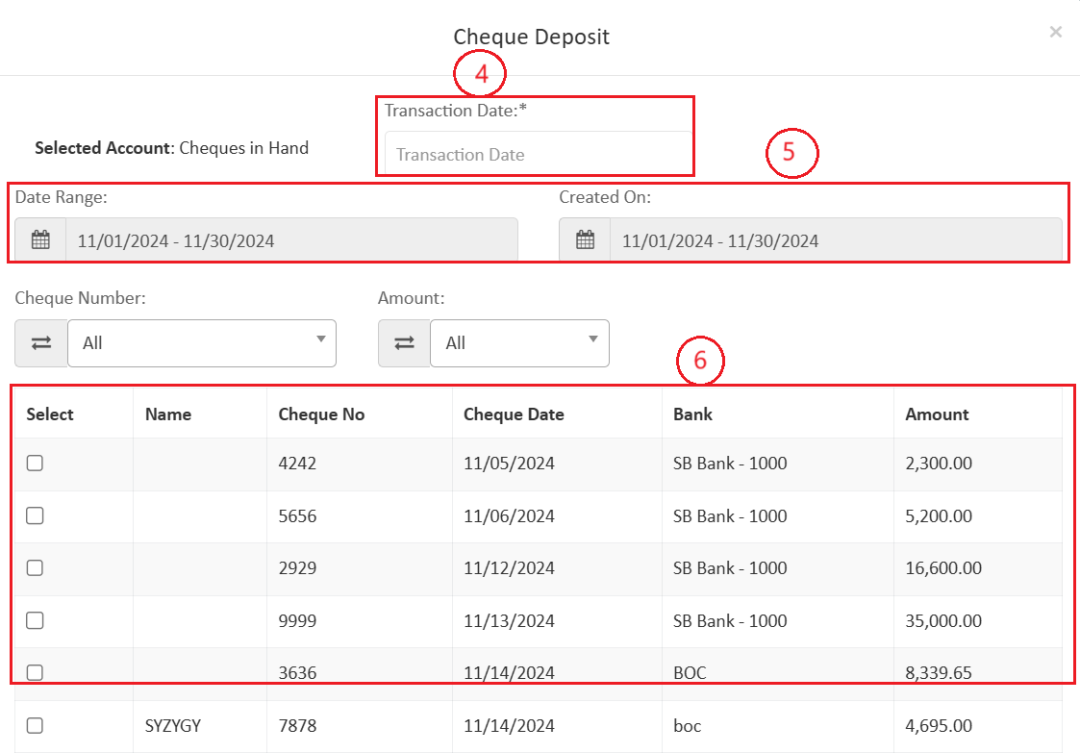 Cheque Deposit
×
4
Transaction Date:*
Selected Account: Cheques in Hand
Transaction Date
5
Date Range: Created On:
11/01/2024 - 11/30/2024 11/01/2024 - 11/30/2024
Cheque Number: Amount:
All All
6
Select Name Cheque No Cheque Date Bank Amount
4242 11/05/2024 SB Bank - 1000 2,300.00
5656 11/06/2024 SB Bank - 1000 5,200.00
2929 11/12/2024 SB Bank - 1000 16,600.00
9999 11/13/2024 SB Bank - 1000 35,000.00
3636 11/14/2024 BOC 8,339.65
SYZYGY 7878 11/14/2024 boc 4,695.00